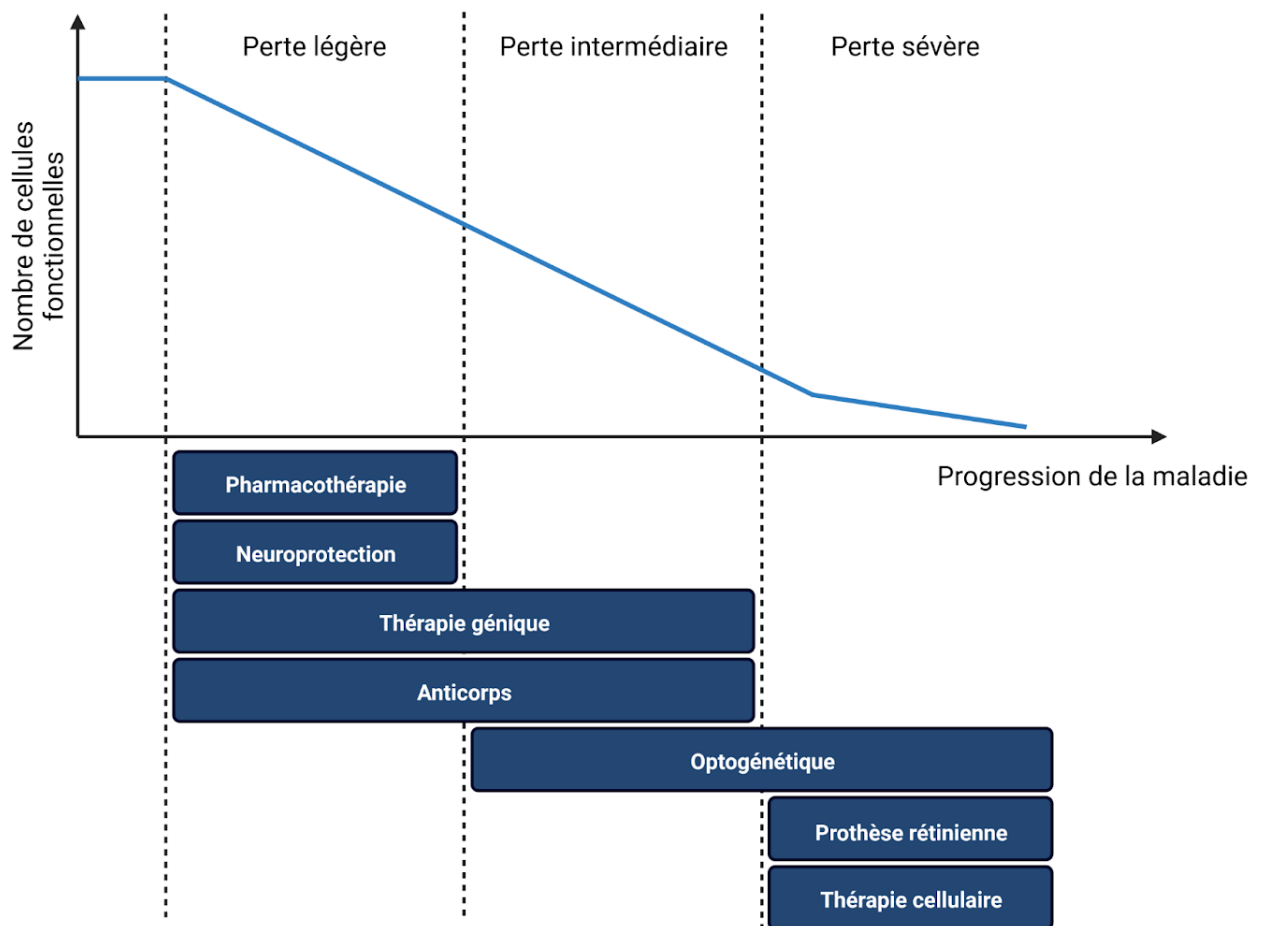 Perte légère
Perte intermédiaire
Perte sévère
Nombre de cellules
fonctionnelles
Progression de la maladie
Pharmacothérapie
Neuroprotection
Thérapie génique
Anticorps
Optogénétique
Prothèse rétinienne
Thérapie cellulaire